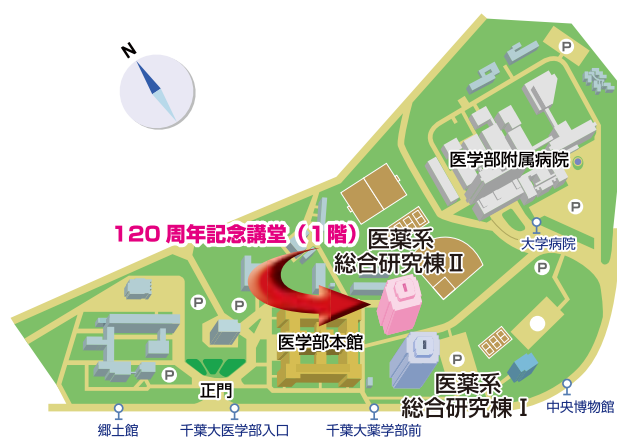 N
P
医学部附属病院
P
大学病院
120周年記念講堂（1階）
医薬系
総合研究棟Ⅱ
P
P
P
Ⅱ
医学部本館
Ⅰ
P
P
正門
医薬系
総合研究棟Ⅰ
郷土館
千葉大医学部入口
千葉大薬学部前
中央博物館